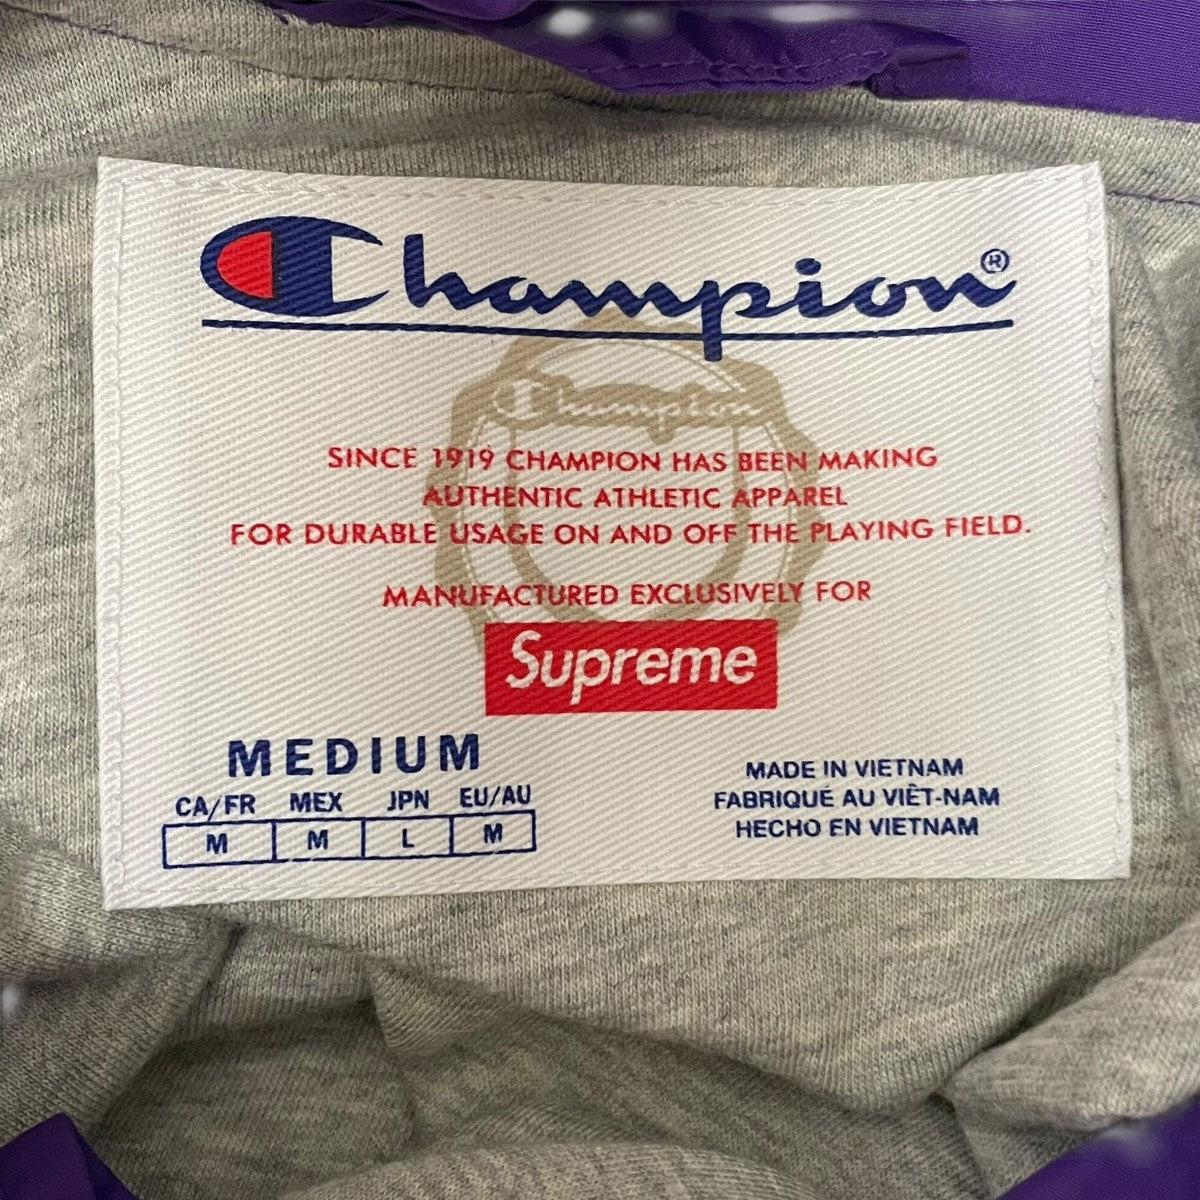 Champion®
Champion
SINCE 1919 CHAMPION HAS BEEN MAKING
AUTHENTIC ATHLETIC APPAREL
FOR DURABLE USAGE ON AND OFF THE PLAYING FIELD.
MANUFACTURED EXCLUSIVELY FOR
Supreme
MEDIUM
CA/FR MEX JPN EU/AU
M M L M
MADE IN VIETNAM
FABRIQUÉ AU VIÊT-NAM
HECHO EN VIETNAM